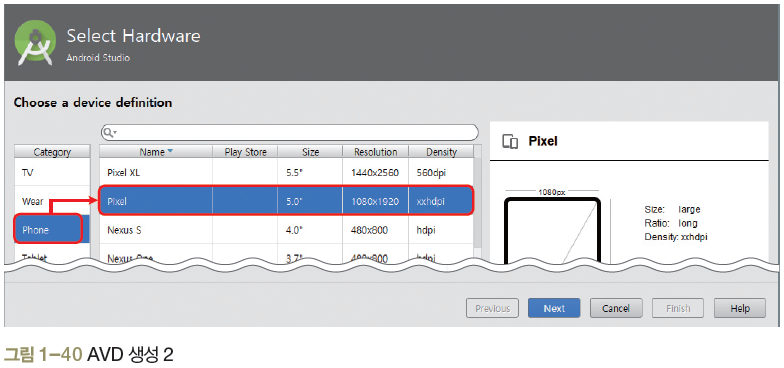 Select Hardware
Android Studio
Choose a device definition
Category Name Play Store Size Resolution Density
TV Pixel XL 5.5" 1440x2560 560dpi
Wear Pixel 5.0" 1080x1920 xxhdpi
Phone Nexus S 4.0" 480x800 hdpi
Tablet Nexus One 3.7" 480x800 hdpi
Pixel
1080px
Size: large
Ratio: long
Density: xxhdpi
Previous Next Cancel Finish Help
그림 1-40 AVD 생성 2